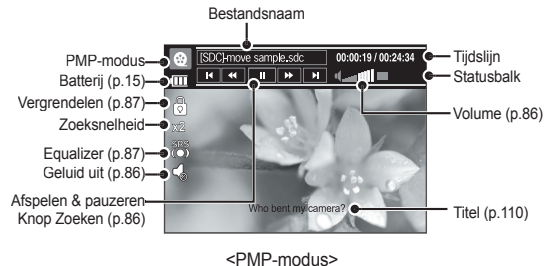 Bestandsnaam
[SDC]-move sample.sdc
00:00:19 / 00:24:34
Tijdslijn
PMP-modus
Statusbalk
Batterij (p.15)
Vergrendelen (p.87)
Volume (p.86)
Zoeksnelheid
x2
SRS
Equalizer (p.87)
Geluid uit (p.86)
Afspelen & pauzeren
Knop Zoeken (p.86)
Who bent my camera?
Titel (p.110)
<PMP-modus>